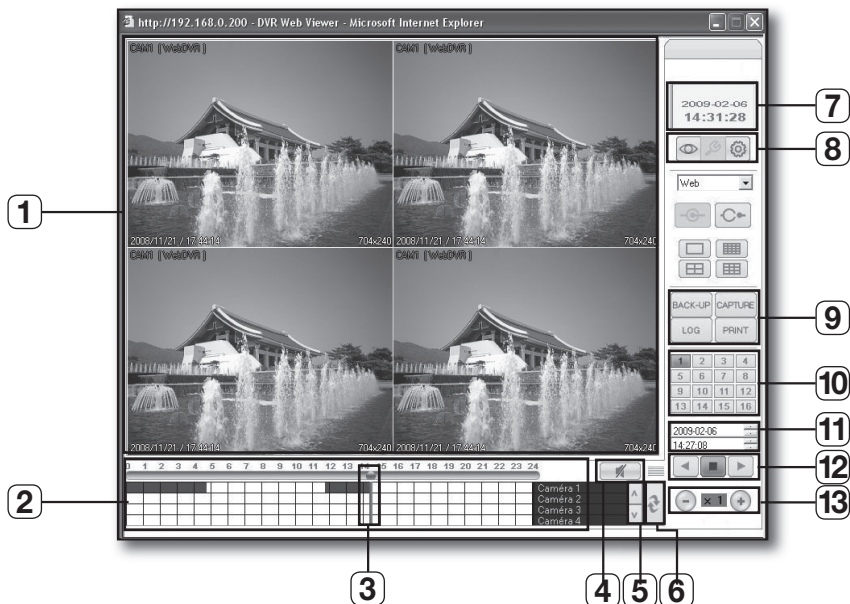 http://192.168.0.200 - DVR Web Viewer - Microsoft Internet Explorer
CAM1 [WebDVR]
CAM1 [WebDVR]
2008/11/21 / 17:44:14 704x240
2008/11/21 / 17:44:14 704x240
CAM1 [WebDVR]
CAM1 [WebDVR]
2008/11/21 / 17:44:14 704x240
2008/11/21 / 17:44:14 704x240
2009-02-06
14:31:28
Web
BACK-UP CAPTURE
LOG PRINT
1 2 3 4
5 6 7 8
9 10 11 12
13 14 15 16
2009-02-06
14:27:08
× 1
0 1 2 3 4 5 6 7 8 9 10 11 12 13 14 15 16 17 18 19 20 21 22 23 24
Caméra 1
Caméra 2
Caméra 3
Caméra 4
1
2
3
4
5
6
7
8
9
10
11
12
13